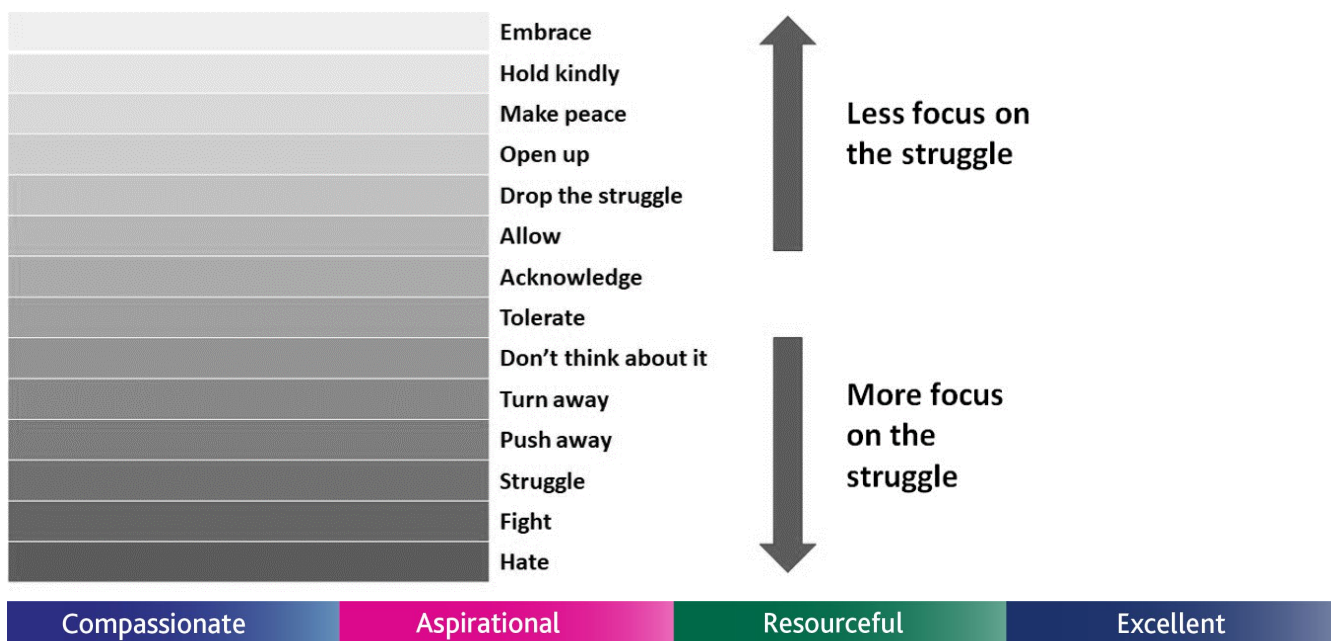 Embrace
Hold kindly
Make peace
Open up
Drop the struggle
Allow
Acknowledge
Tolerate
Don’t think about it
Turn away
Push away
Struggle
Fight
Hate
Less focus on
the struggle
More focus
on the
struggle
Compassionate
Aspirational
Resourceful
Excellent